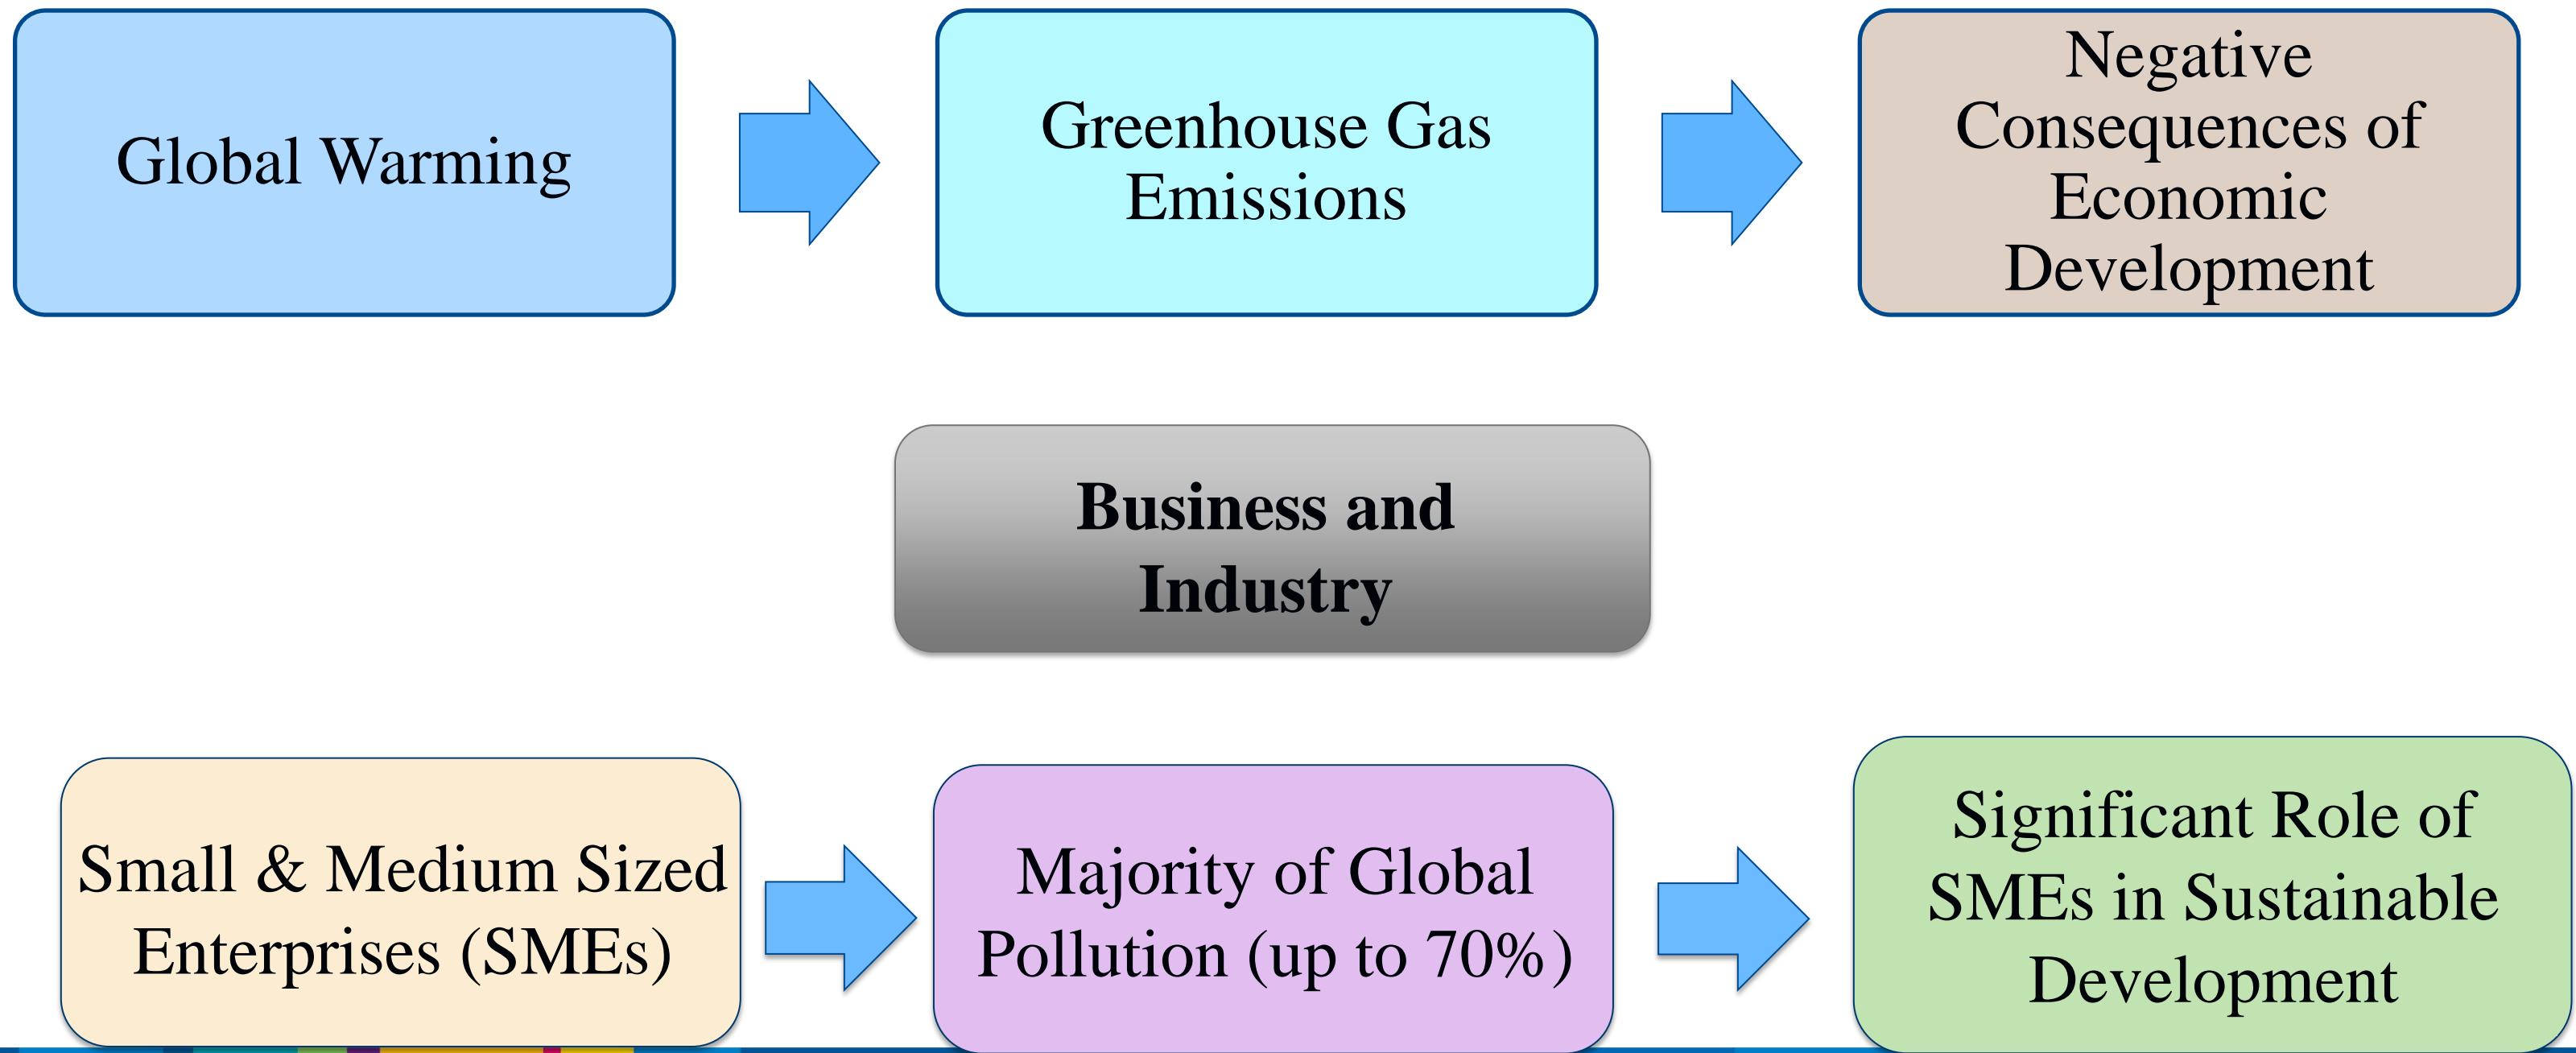 Global Warming
Greenhouse Gas
Emissions
Negative
Consequences of
Economic
Development
Business and
Industry
Small & Medium Sized
Enterprises (SMEs)
Majority of Global
Pollution (up to 70%)
Significant Role of
SMEs in Sustainable
Development